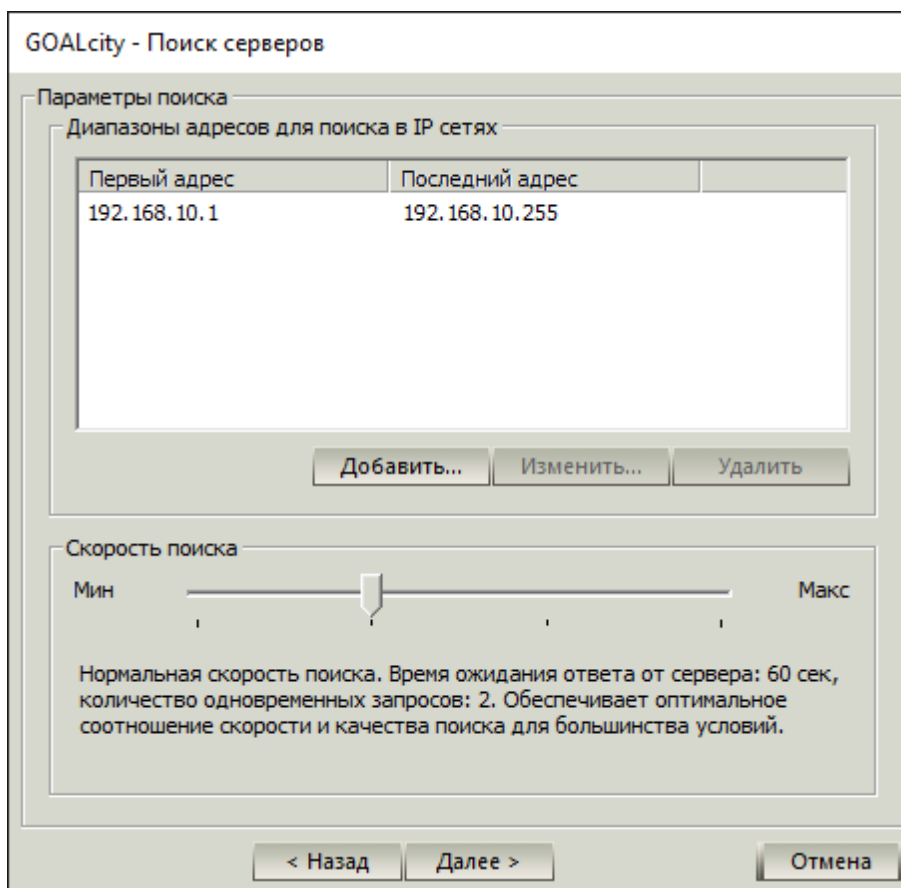 GOALcity - Поиск серверов
Параметры поиска
Диапазоны адресов для поиска в IP сетях
Первый адрес Последний адрес
192.168.10.1 192.168.10.255
Добавить... Изменить... Удалить
Скорость поиска
Мин Макс
Нормальная скорость поиска. Время ожидания ответа от сервера: 60 сек,
количество одновременных запросов: 2. Обеспечивает оптимальное
соотношение скорости и качества поиска для большинства условий.
< Назад Далее > Отмена